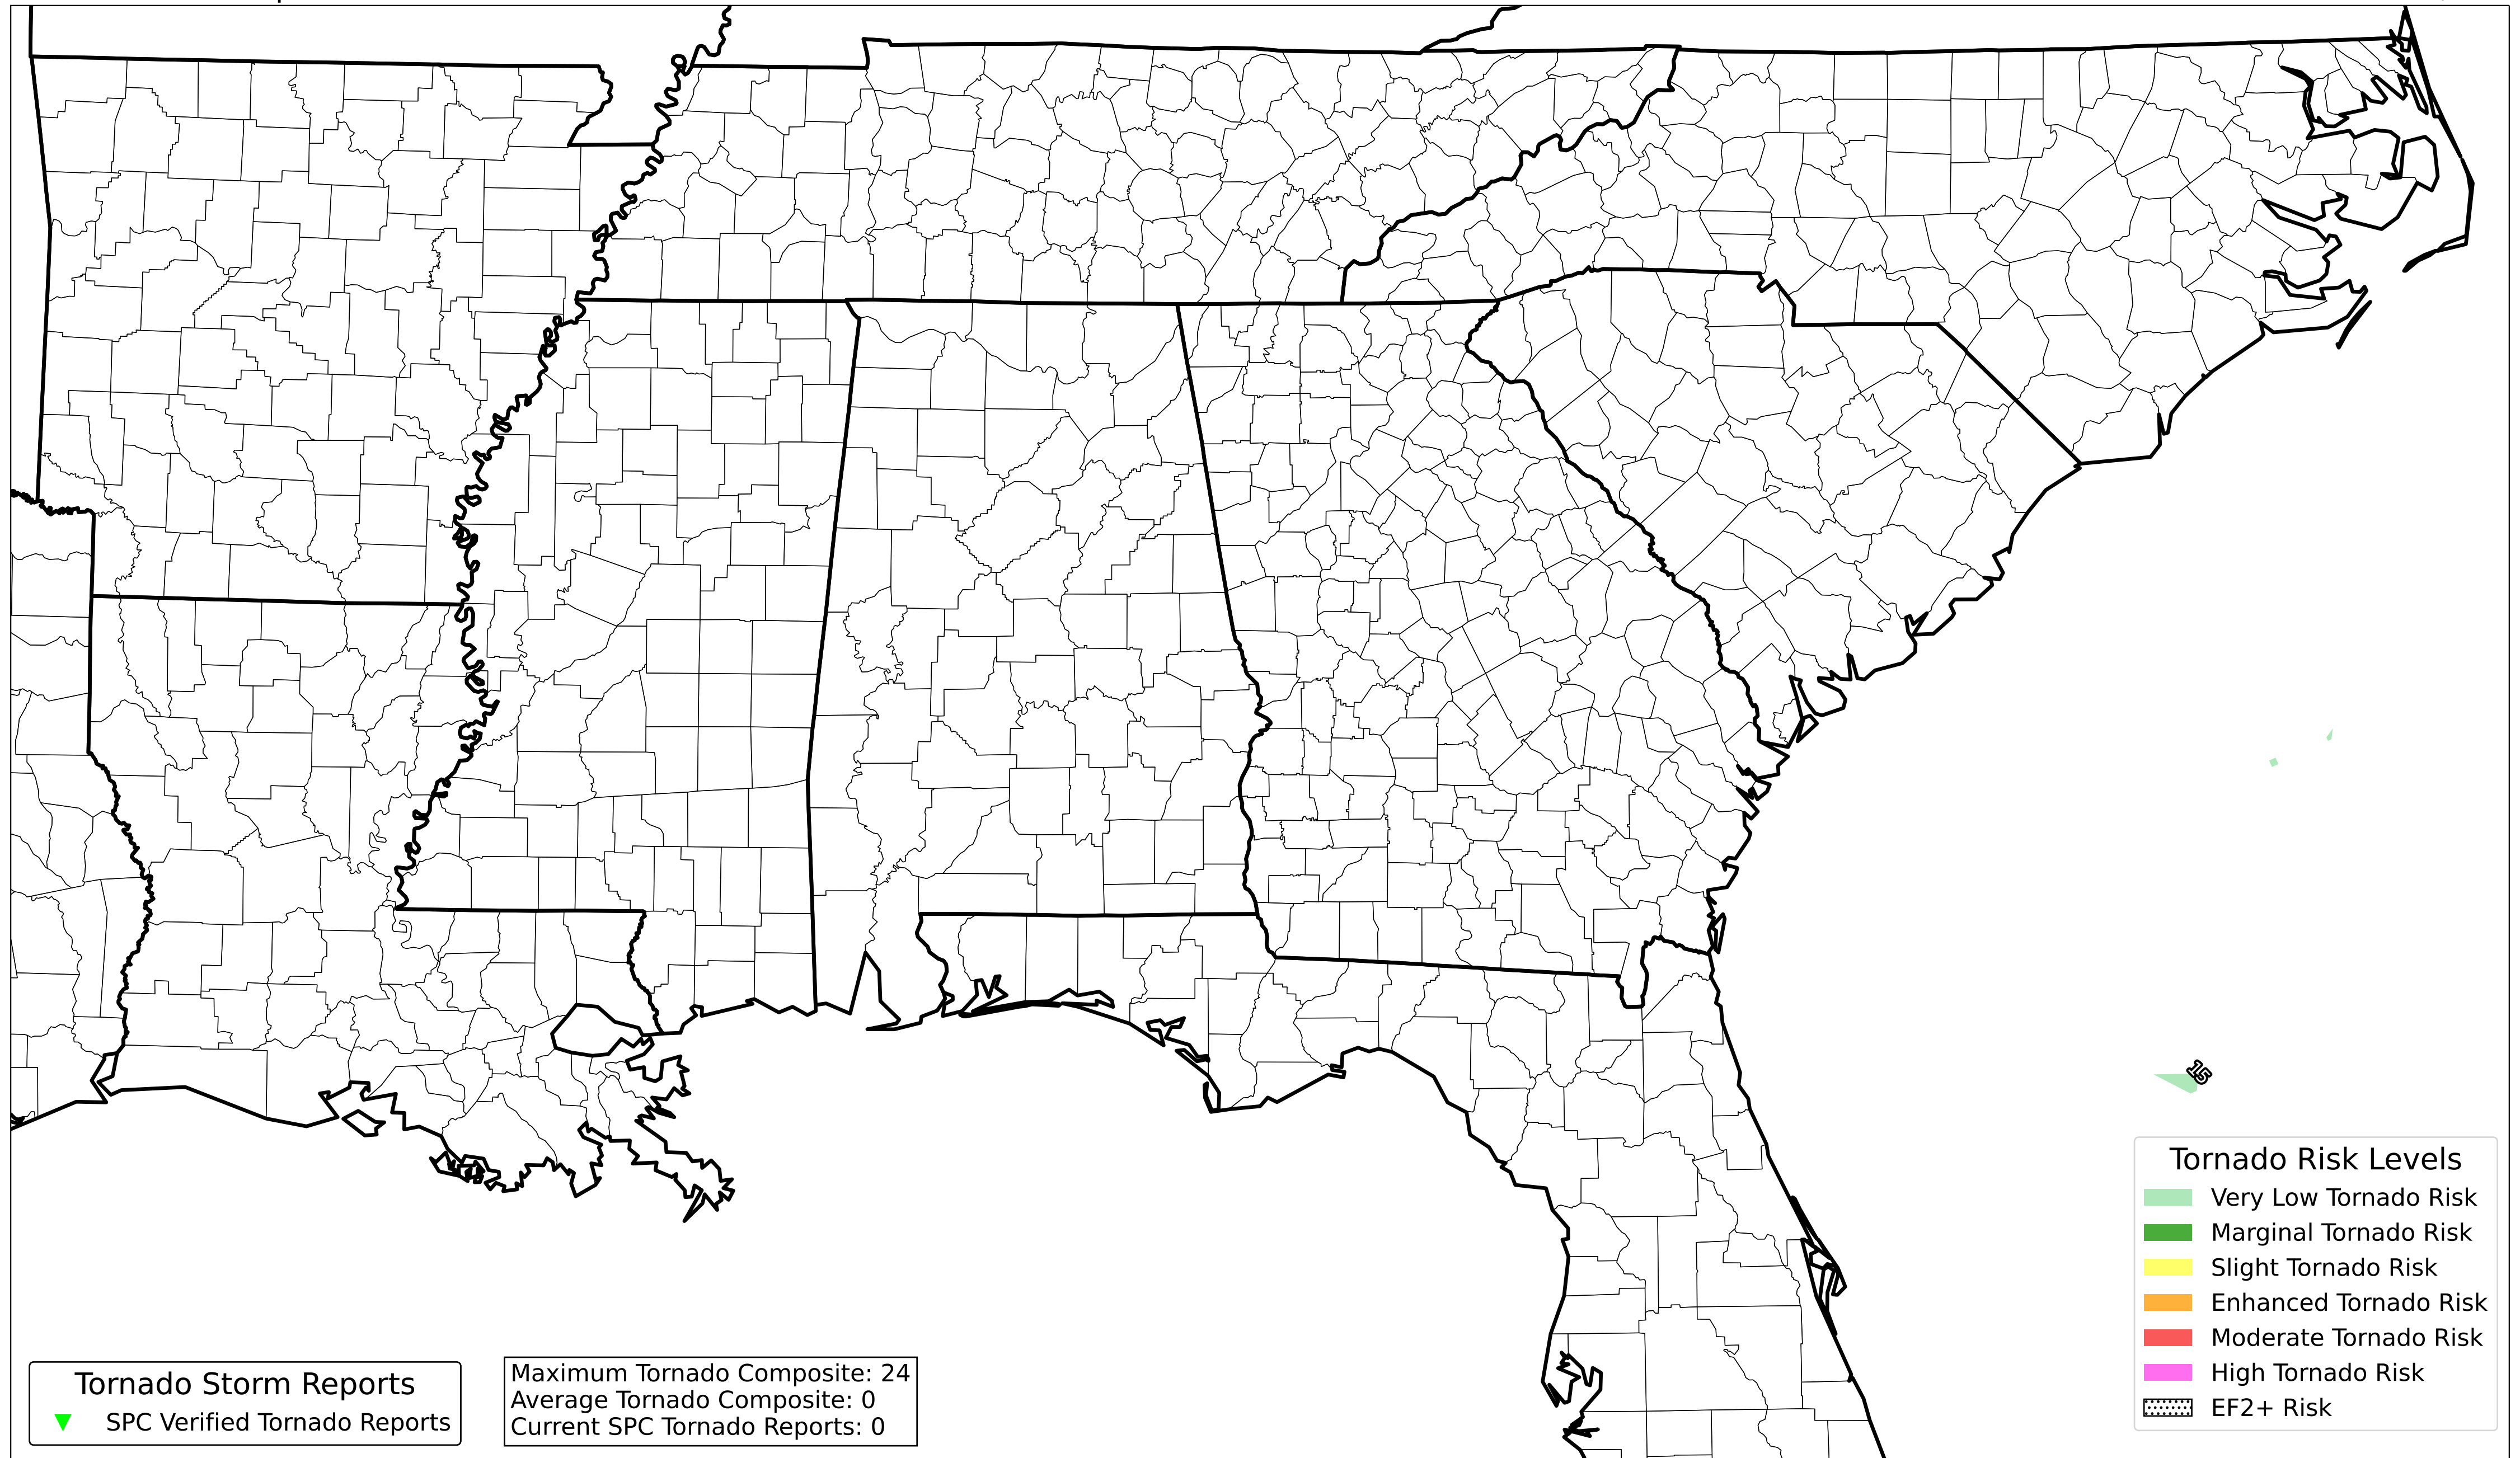 15
Tornado Risk Levels
Very Low Tornado Risk
Marginal Tornado Risk
Slight Tornado Risk
Enhanced Tornado Risk
Moderate Tornado Risk
High Tornado Risk
EF2+ Risk
Tornado Storm Reports
SPC Verified Tornado Reports
Maximum Tornado Composite: 24
Average Tornado Composite: 0
Current SPC Tornado Reports: 0